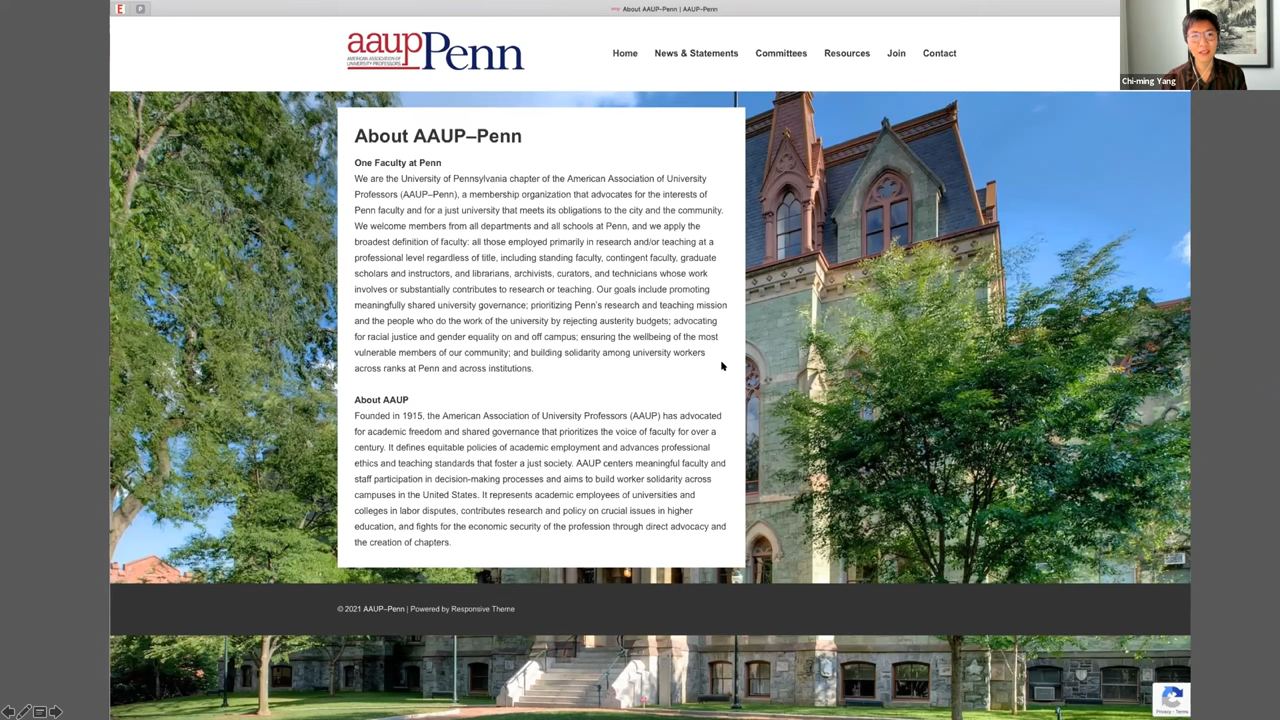 E
P
aaup About AAUP–Penn | AAUP–Penn
Chi-ming Yang
aaupPenn
AMERICAN ASSOCIATION OF
UNIVERSITY PROFESSORS
Home News & Statements Committees Resources Join Contact
About AAUP–Penn
One Faculty at Penn
We are the University of Pennsylvania chapter of the American Association of University
Professors (AAUP–Penn), a membership organization that advocates for the interests of
Penn faculty and for a just university that meets its obligations to the city and the community.
We welcome members from all departments and all schools at Penn, and we apply the
broadest definition of faculty: all those employed primarily in research and/or teaching at a
professional level regardless of title, including standing faculty, contingent faculty, graduate
scholars and instructors, and librarians, archivists, curators, and technicians whose work
involves or substantially contributes to research or teaching. Our goals include promoting
meaningfully shared university governance; prioritizing Penn's research and teaching mission
and the people who do the work of the university by rejecting austerity budgets; advocating
for racial justice and gender equality on and off campus; ensuring the wellbeing of the most
vulnerable members of our community; and building solidarity among university workers
across ranks at Penn and across institutions.
About AAUP
Founded in 1915, the American Association of University Professors (AAUP) has advocated
for academic freedom and shared governance that prioritizes the voice of faculty for over a
century. It defines equitable policies of academic employment and advances professional
ethics and teaching standards that foster a just society. AAUP centers meaningful faculty and
staff participation in decision-making processes and aims to build worker solidarity across
campuses in the United States. It represents academic employees of universities and
colleges in labor disputes, contributes research and policy on crucial issues in higher
education, and fights for the economic security of the profession through direct advocacy and
the creation of chapters.
© 2021 AAUP–Penn | Powered by Responsive Theme
Privacy - Terms